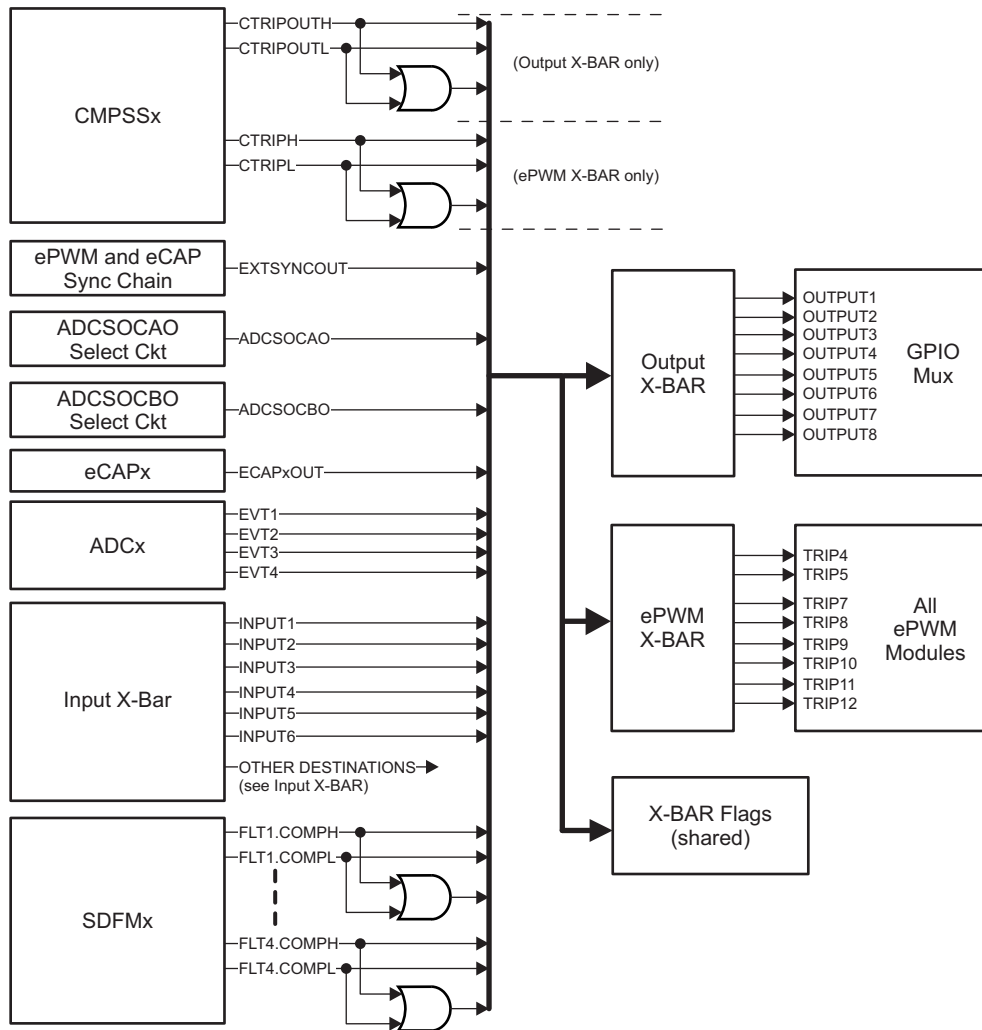 CMPSSx
CTRIPOUTH
CTRIPOUTL
(Output X-BAR only)
CTRIPH
CTRIPL
(ePWM X-BAR only)
ePWM and eCAP
Sync Chain
EXTSYNCOUT
ADCSOCAO
Select Ckt
ADCSOCAO
ADCSOCBO
Select Ckt
ADCSOCBO
eCAPx
ECAPxOUT
ADCx
EVT1
EVT2
EVT3
EVT4
Input X-Bar
INPUT1
INPUT2
INPUT3
INPUT4
INPUT5
INPUT6
OTHER DESTINATIONS
(see Input X-BAR)
SDFMx
FLT1.COMPH
FLT1.COMPL
FLT4.COMPH
FLT4.COMPL
Output
X-BAR
OUTPUT1
OUTPUT2
OUTPUT3
OUTPUT4
OUTPUT5
OUTPUT6
OUTPUT7
OUTPUT8
GPIO
Mux
ePWM
X-BAR
TRIP4
TRIP5
TRIP7
TRIP8
TRIP9
TRIP10
TRIP11
TRIP12
All
ePWM
Modules
X-BAR Flags
(shared)